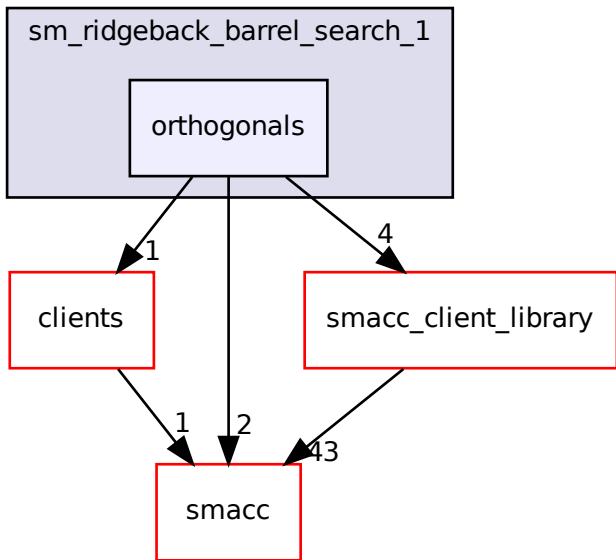 sm_ridgeback_barrel_search_1
orthogonals
1
4
clients
smacc_client_library
1
2
43
smacc